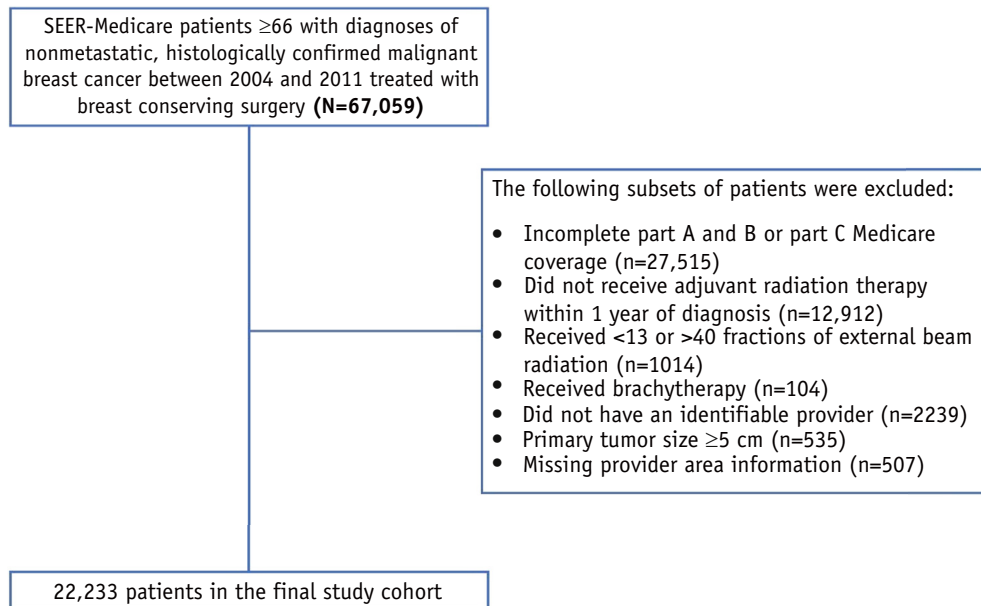 SEER-Medicare patients ≥66 with diagnoses of
nonmetastatic, histologically confirmed malignant
breast cancer between 2004 and 2011 treated with
breast conserving surgery (N=67,059)
The following subsets of patients were excluded:
• Incomplete part A and B or part C Medicare
coverage (n=27,515)
• Did not receive adjuvant radiation therapy
within 1 year of diagnosis (n=12,912)
• Received <13 or >40 fractions of external beam
radiation (n=1014)
• Received brachytherapy (n=104)
• Did not have an identifiable provider (n=2239)
• Primary tumor size ≥5 cm (n=535)
• Missing provider area information (n=507)
22,233 patients in the final study cohort